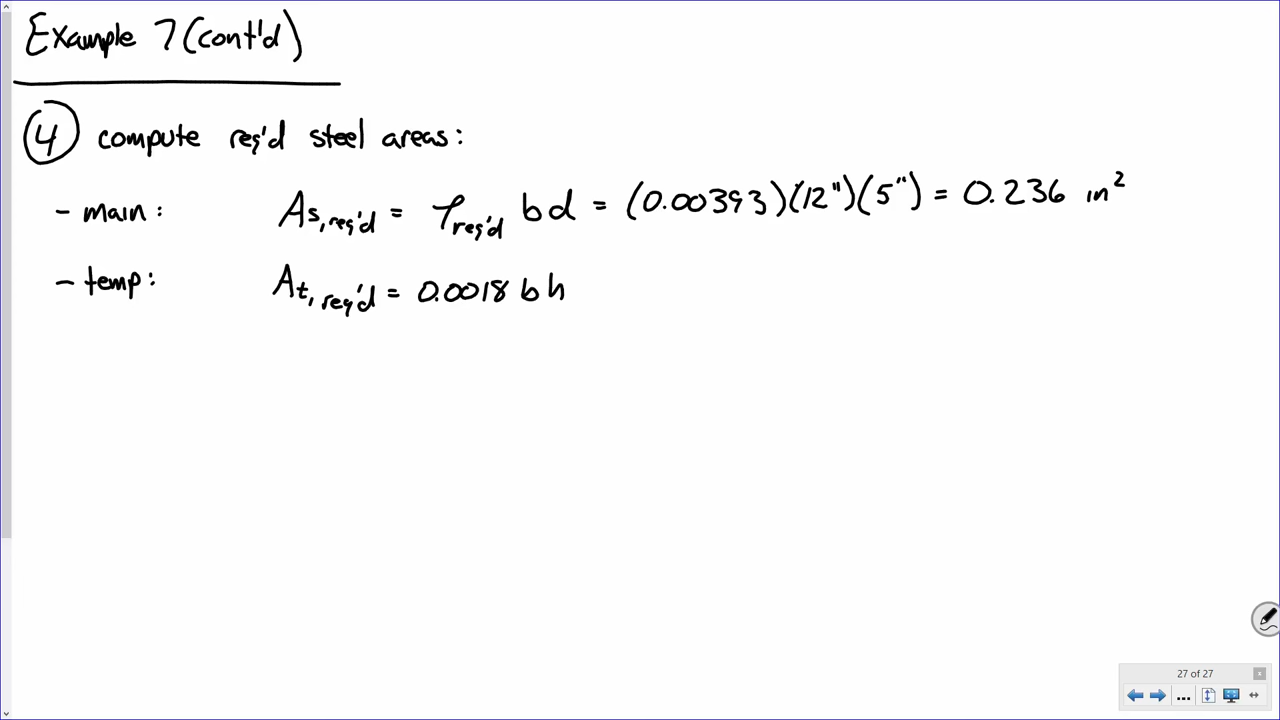 Example 7 (cont'd)
4 compute req'd steel areas:
- main: As,req'd = ρreq'd bd = (0.00393)(12")(5") = 0.236 in²
- temp: At,req'd = 0.0018 bh
27 of 27